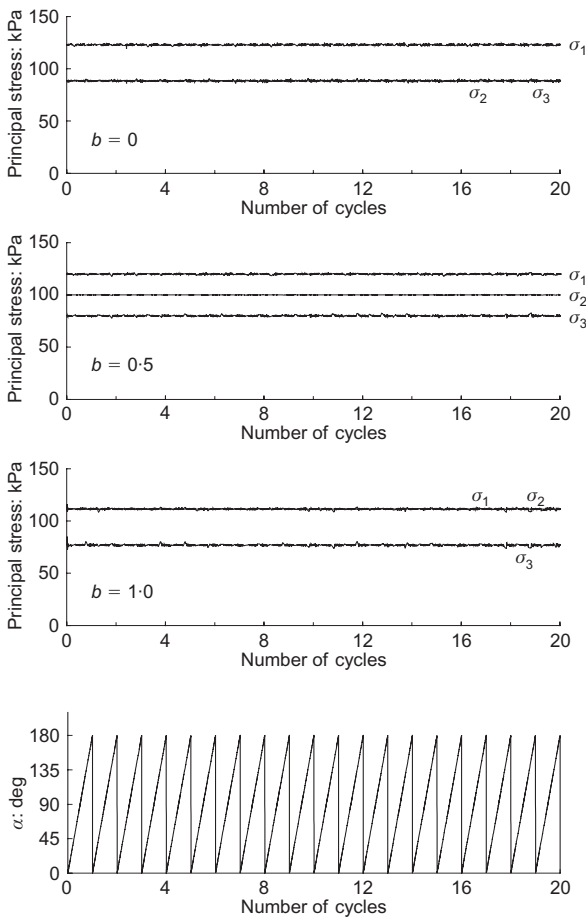 Principal stress: kPa
150
100
50
0
σ1
σ2 σ3
b = 0
0 4 8 12 16 20
Number of cycles
Principal stress: kPa
150
100
50
0
σ1
σ2
σ3
b = 0·5
0 4 8 12 16 20
Number of cycles
Principal stress: kPa
150
100
50
0
σ1 σ2
σ3
b = 1·0
0 4 8 12 16 20
Number of cycles
α: deg
180
135
90
45
0
0 4 8 12 16 20
Number of cycles